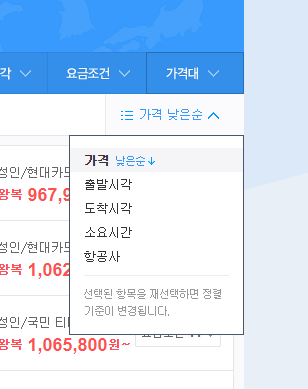 각
요금조건
가격대
가격 낮은순
가격 낮은순↓
출발시각
도착시각
소요시간
항공사
선택된 항목을 재선택하면 정렬
기준이 변경됩니다.
성인/현대카드
왕복 967,9
성인/현대카드
왕복 1,062
성인/국민
왕복 1,065,800원~
요금조건